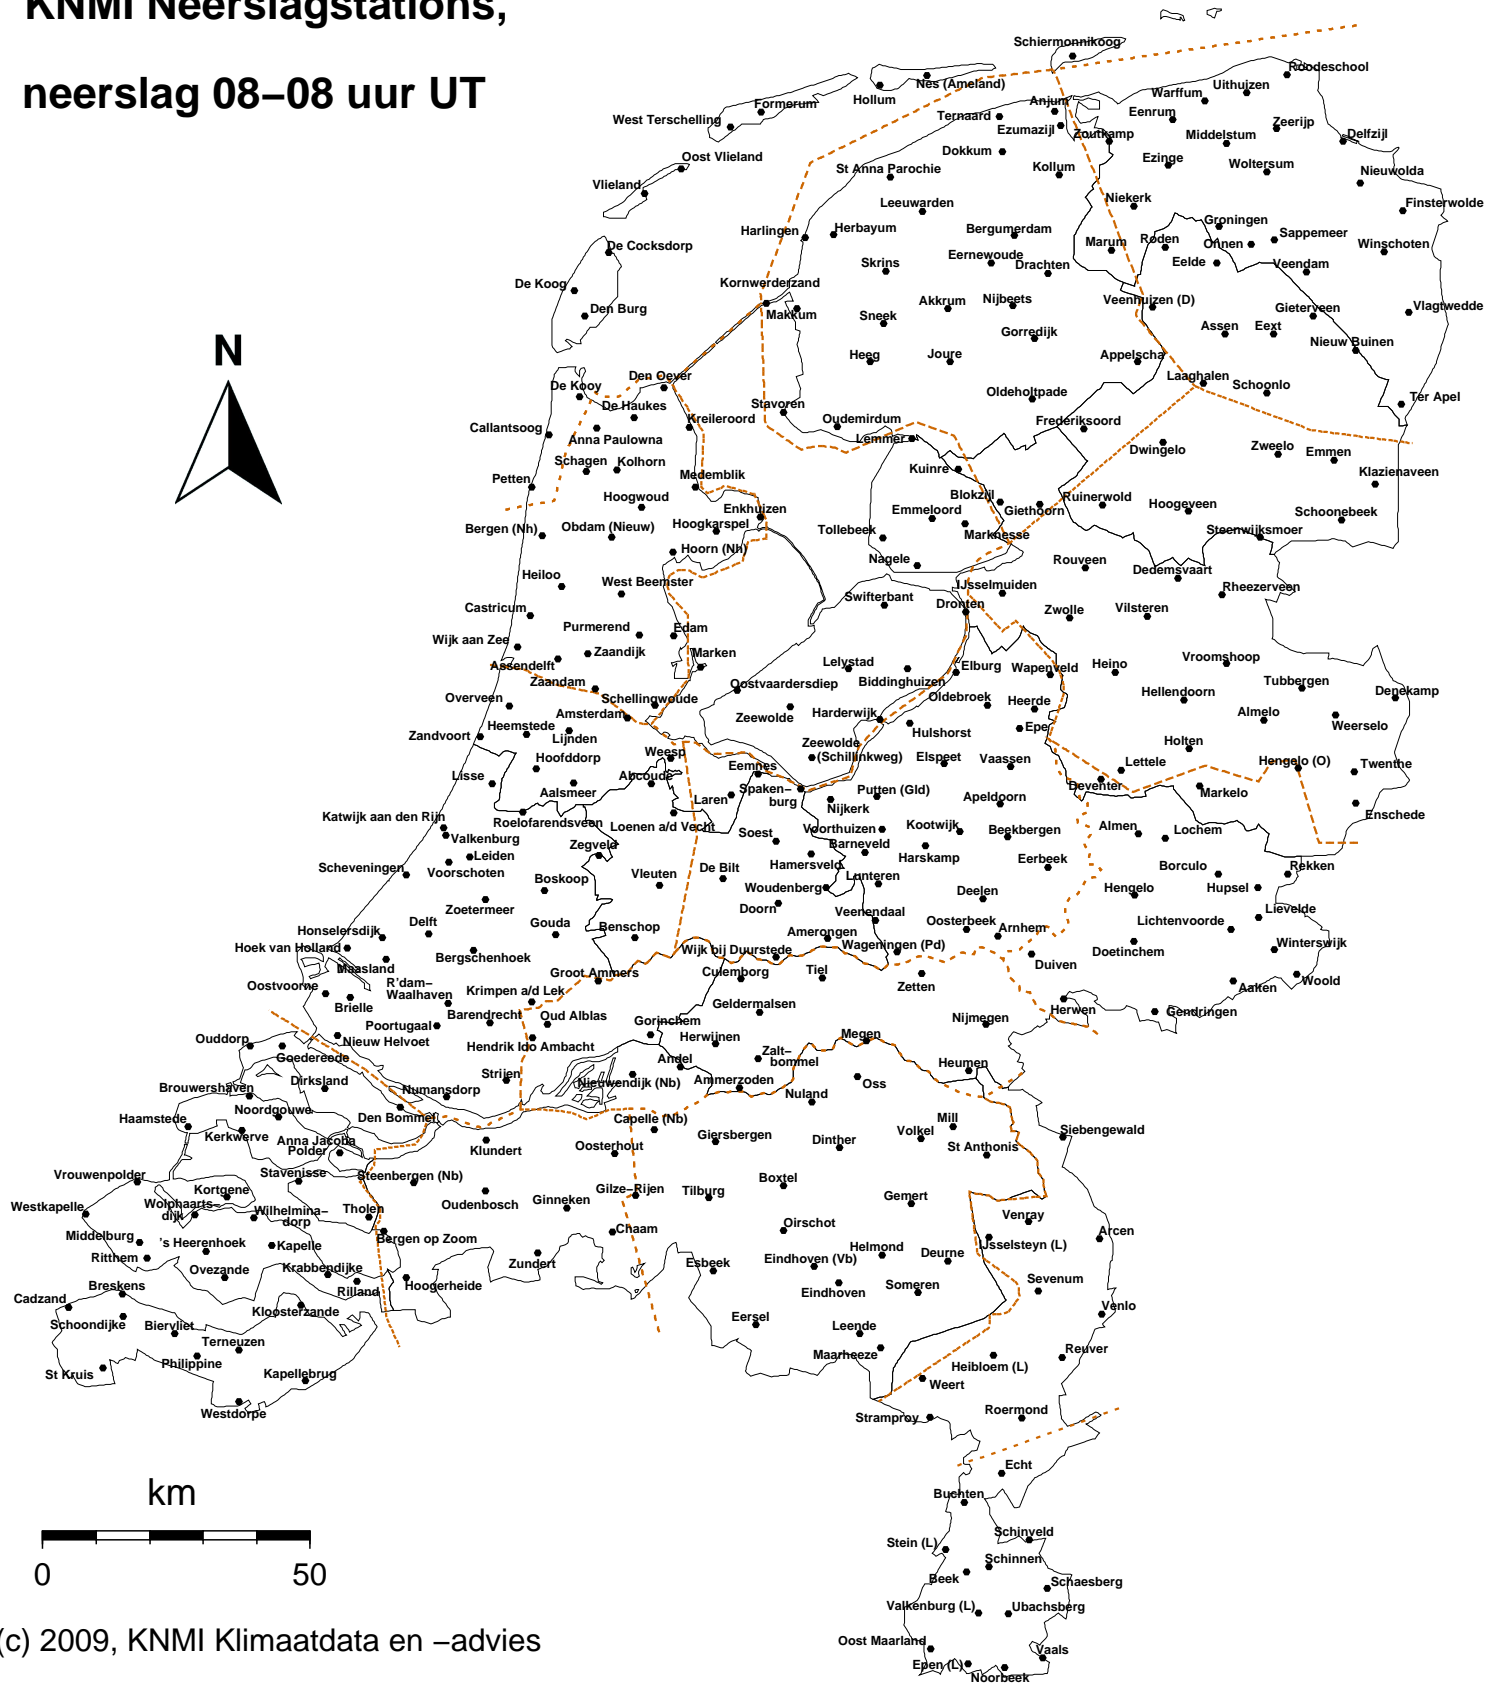 KNMI Neerslagstations,
neerslag 08–08 uur UT
Schiermonnikoog
Roodeschool
Nes (Ameland)
Uithuizen
Warffum
Hollum
Formerum
Anjum
Ternaard
Eenrum
West Terschelling
Ezumazijl
Zoutkamp
Middelstum
Zeerijp
Delfzijl
Dokkum
Oost Vlieland
St Anna Parochie
Kollum
Ezinge
Woltersum
Nieuwolda
Vlieland
Leeuwarden
Niekerk
Finsterwolde
Harlingen
Herbayum
Bergumerdam
Groningen
Sappemeer
De Cocksdorp
Marum
Roden
Onnen
Winschoten
Skrins
Eernewoude
Drachten
Eelde
Veendam
De Koog
Kornwerderzand
Den Burg
Makkum
Akkrum
Nijbeets
Veenhuizen (D)
Gieterveen
Vlagtwedde
Sneek
Gorredijk
Assen
Eext
Nieuw Buinen
N
Heeg
Joure
Appelscha
Den Oever
De Kooy
Laaghalen
Schoonlo
Oldeholtpade
De Haukes
Stavoren
Ter Apel
Kreileroord
Oudemirdum
Frederiksoord
Callantsoog
Anna Paulowna
Lemmer
Dwingelo
Zweelo
Emmen
Schagen
Kolhorn
Kuinre
Klazienaveen
Petten
Medemblik
Hoogwoud
Blokzijl
Ruinerwold
Hoogeveen
Enkhuizen
Emmeloord
Giethoorn
Schoonebeek
Bergen (Nh)
Obdam (Nieuw)
Hoogkarspel
Tollebeek
Marknesse
Steenwijksmoer
Hoorn (Nh)
Nagele
Rouveen
Dedemsvaart
Heiloo
West Beemster
IJsselmuiden
Rheezerveen
Swifterbant
Dronten
Castricum
Zwolle
Vilsteren
Purmerend
Edam
Wijk aan Zee
Zaandijk
Marken
Assendelft
Lelystad
Elburg
Wapenveld
Heino
Vroomshoop
Zaandam
Oostvaardersdiep
Biddinghuizen
Tubbergen
Overveen
Schellingwoude
Oldebroek
Heerde
Hellendoorn
Denekamp
Amsterdam
Zeewolde
Harderwijk
Almelo
Weerselo
Heemstede
Lijnden
Hulshorst
Epe
Zandvoort
Zeewolde
(Schillinkweg)
Holten
Hoofddorp
Weesp
Eemnes
Elspeet
Vaassen
Lettele
Hengelo (O)
Twenthe
Lisse
Abcoude
Deventer
Aalsmeer
Laren
Spaken–
burg
Putten (Gld)
Apeldoorn
Markelo
Nijkerk
Enschede
Katwijk aan den Rijn
Roelofarendsveen
Loenen a/d Vecht
Voorthuizen
Kootwijk
Beekbergen
Almen
Lochem
Valkenburg
Zegveld
Soest
Barneveld
Leiden
Harskamp
Scheveningen
Voorschoten
Hamersveld
Eerbeek
Borculo
Rekken
Boskoop
Vleuten
De Bilt
Lunteren
Woudenberg
Deelen
Hengelo
Hupsel
Zoetermeer
Doorn
Veenendaal
Lievelde
Delft
Gouda
Benschop
Oosterbeek
Arnhem
Lichtenvoorde
Honselersdijk
Amerongen
Winterswijk
Hoek van Holland
Bergschenhoek
Wijk bij Duurstede
Wageningen (Pd)
Doetinchem
Maasland
Groot Ammers
Culemborg
Tiel
Duiven
Oostvoorne
R'dam–
Waalhaven
Krimpen a/d Lek
Zetten
Aalten
Woold
Brielle
Geldermalsen
Herwen
Gendringen
Poortugaal
Barendrecht
Oud Alblas
Gorinchem
Nijmegen
Ouddorp
Nieuw Helvoet
Hendrik Ido Ambacht
Herwijnen
Megen
Goedereede
Andel
Zalt–
bommel
Heumen
Brouwershaven
Dirksland
Strijen
Nieuwendijk (Nb)
Ammerzoden
Oss
Numansdorp
Nuland
Haamstede
Noordgouwe
Den Bommel
Capelle (Nb)
Mill
Kerkwerve
Anna Jacoba
Polder
Klundert
Oosterhout
Giersbergen
Dinther
Volkel
St Anthonis
Siebengewald
Vrouwenpolder
Stavenisse
Steenbergen (Nb)
Boxtel
Kortgene
Gilze–Rijen
Tilburg
Gemert
Westkapelle
Wolphaarts–
dijk
Wilhelmina–
dorp
Tholen
Oudenbosch
Ginneken
Venray
Middelburg
's Heerenhoek
Kapelle
Bergen op Zoom
Chaam
Oirschot
Arcen
Ritthem
Ovezande
Krabbendijke
Zundert
Esbeek
Eindhoven (Vb)
Helmond
Deurne
IJsselsteyn (L)
Breskens
Rilland
Hoogerheide
Eindhoven
Someren
Sevenum
Cadzand
Kloosterzande
Venlo
Schoondijke
Biervliet
Eersel
Leende
Terneuzen
Maarheeze
Reuver
St Kruis
Philippine
Kapellebrug
Heibloem (L)
Weert
Westdorpe
Stramproy
Roermond
Echt
km
Buchten
0
50
Stein (L)
Schinveld
Schinnen
Beek
Schaesberg
Valkenburg (L)
Ubachsberg
(c) 2009, KNMI Klimaatdata en –advies
Oost Maarland
Vaals
Epen (L)
Noorbeek